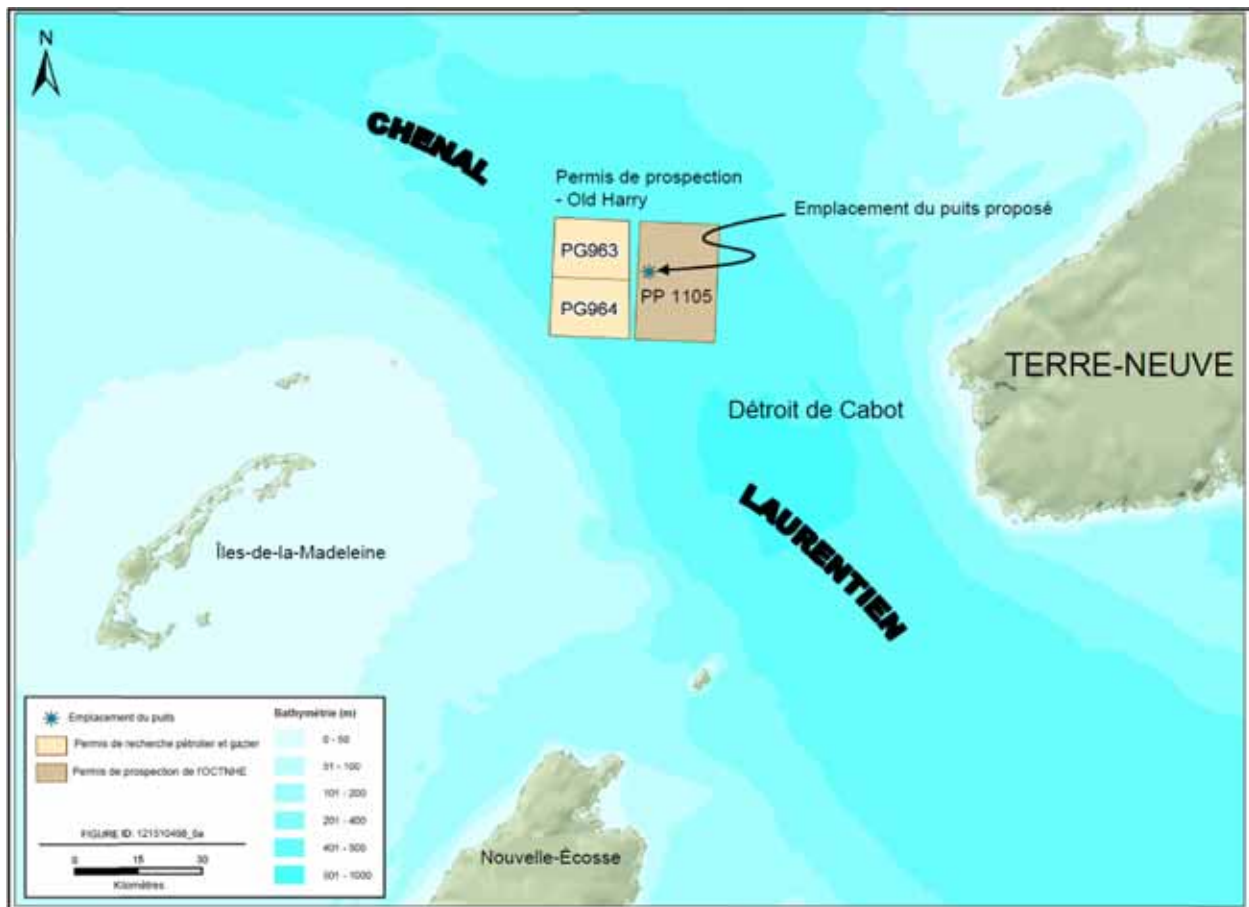 N
CHENAL
Permis de prospection
- Old Harry
Emplacement du puits proposé
PG963
PG964
PP 1105
TERRE-NEUVE
Détroit de Cabot
LAURENTIEN
Îles-de-la-Madeleine
Nouvelle-Écosse
Emplacement du puits
Permis de recherche pétrolier et gazier
Permis de prospection de l'OCTNHE
FIGURE ID: 121510498_6a
0 15 30
Kilomètres
Bathymétrie (m)
0 - 50
51 - 100
101 - 200
201 - 400
401 - 500
501 - 1000